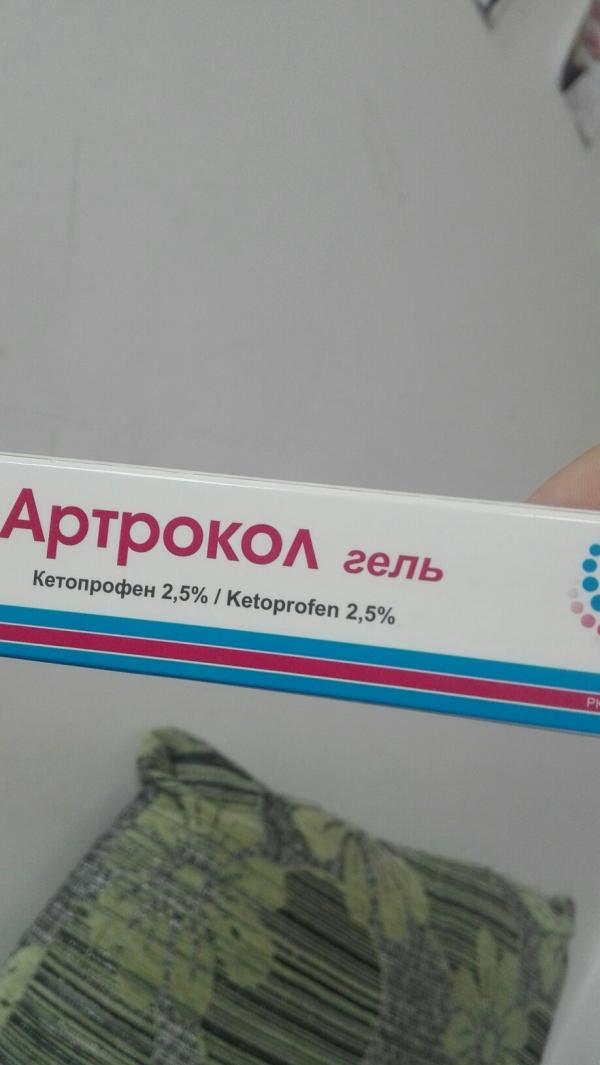 Артрокол гель
Кетопрофен 2,5% / Ketoprofen 2,5%